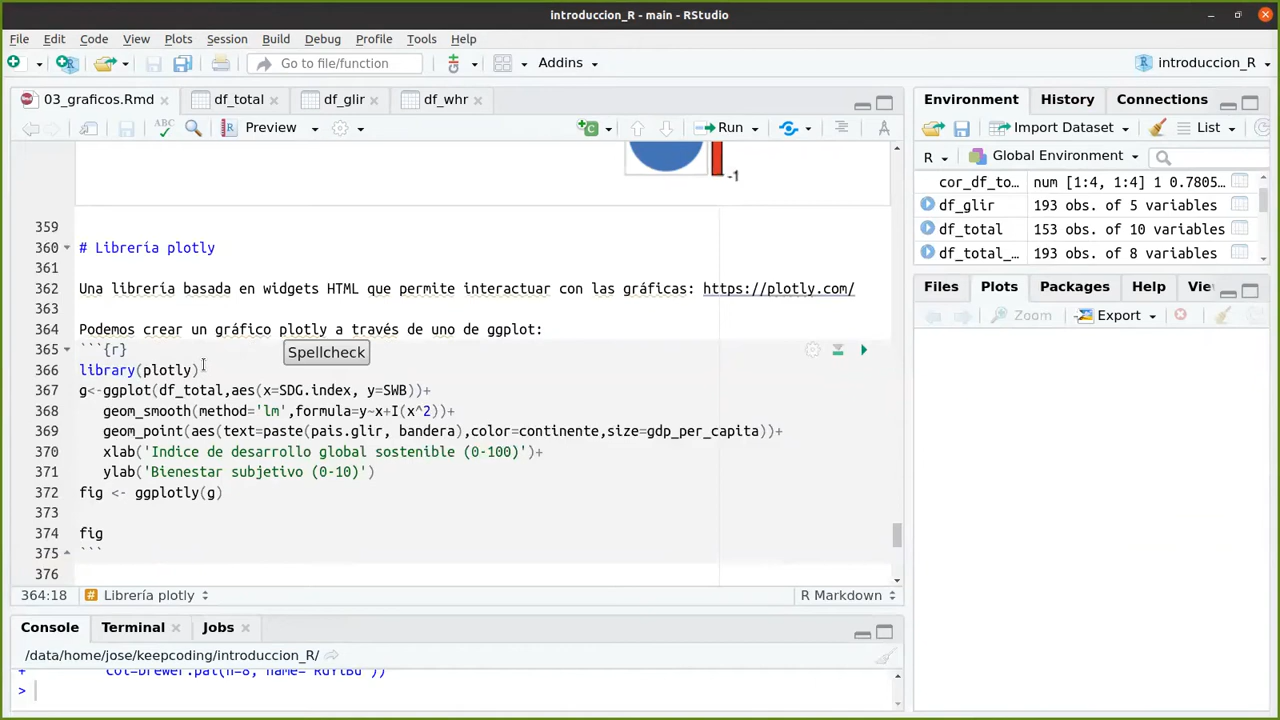 introduccion_R - main - RStudio
File Edit Code View Plots Session Build Debug Profile Tools Help
Go to file/function
Addins
introduccion_R
03_graficos.Rmd
df_total
df_glir
df_whr
ABC
Preview
Run
-1
359
360 # Librería plotly
361
362 Una librería basada en widgets HTML que permite interactuar con las gráficas: https://plotly.com/
363
364 Podemos crear un gráfico plotly a través de uno de ggplot:
365 ```{r}
Spellcheck
366 library(plotly)
367 g<-ggplot(df_total,aes(x=SDG.index, y=SWB))+
368 geom_smooth(method='lm',formula=y~x+I(x^2))+
369 geom_point(aes(text=paste(pais.glir, bandera),color=continente,size=gdp_per_capita))+
370 xlab('Indice de desarrollo global sostenible (0-100)')+
371 ylab('Bienestar subjetivo (0-10)')
372 fig <- ggplotly(g)
373
374 fig
375 ```
376
364:18 # Librería plotly R Markdown
Console Terminal Jobs
/data/home/jose/keepcoding/introduccion_R/
+ col=brewer.pal(n=8, name="RdYlBu"))
>
Environment History Connections
Import Dataset List
R Global Environment
cor_df_to… num [1:4, 1:4] 1 0.7805…
df_glir 193 obs. of 5 variables
df_total 153 obs. of 10 variables
df_total_… 193 obs. of 8 variables
Files Plots Packages Help Vie
Zoom Export